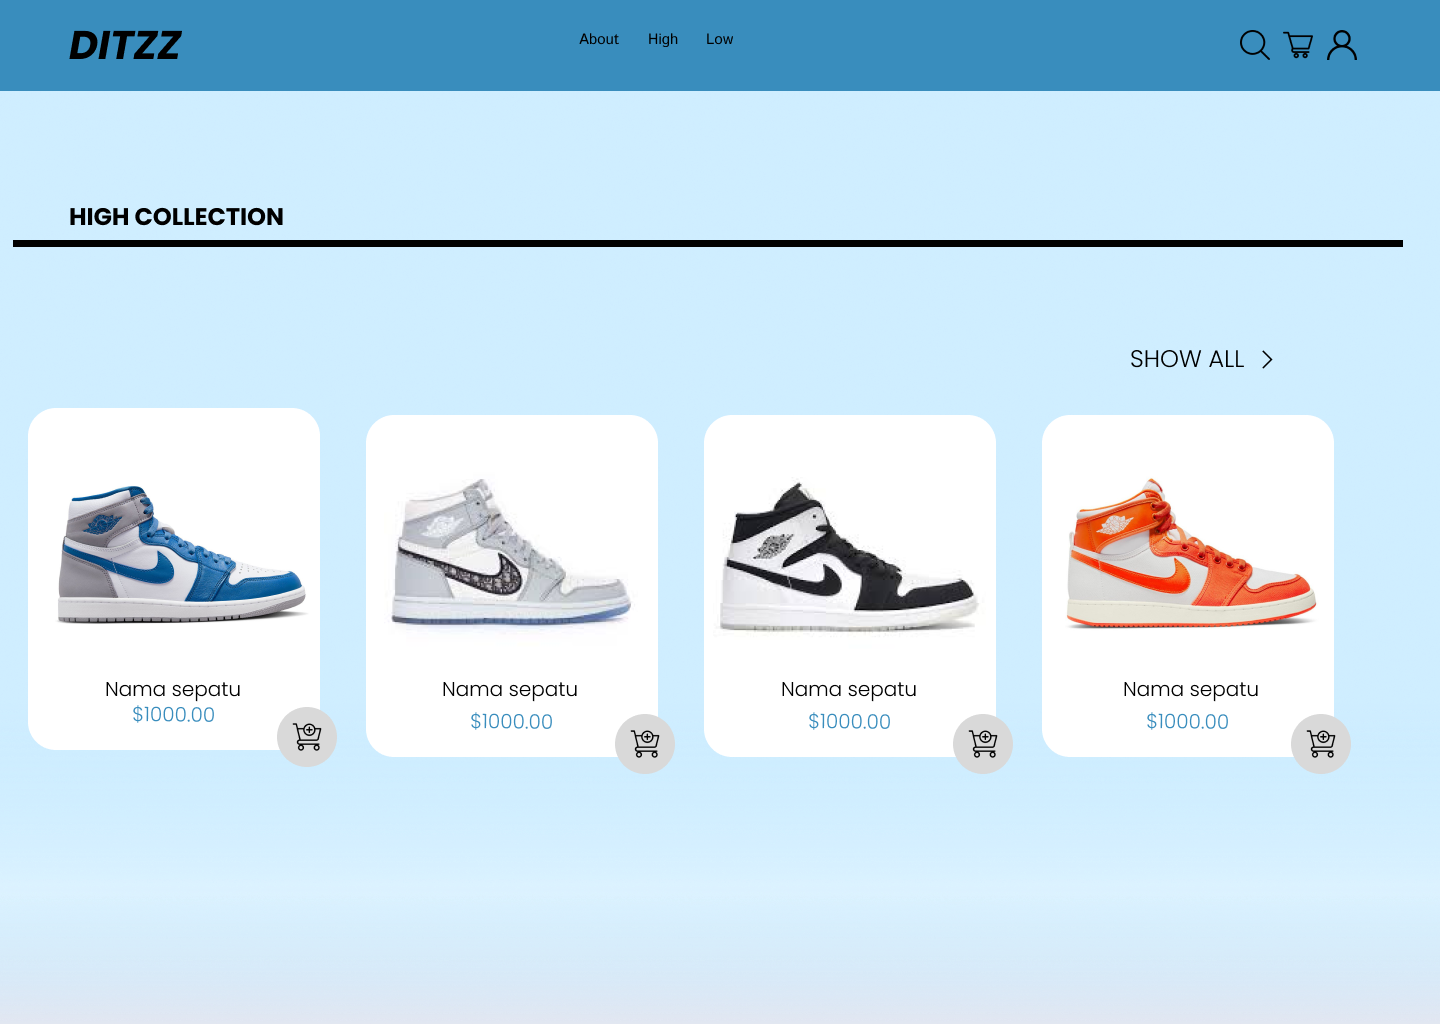 DITZZ
About High Low
HIGH COLLECTION
SHOW ALL
Nama sepatu
$1000.00
Nama sepatu
$1000.00
Nama sepatu
$1000.00
Nama sepatu
$1000.00